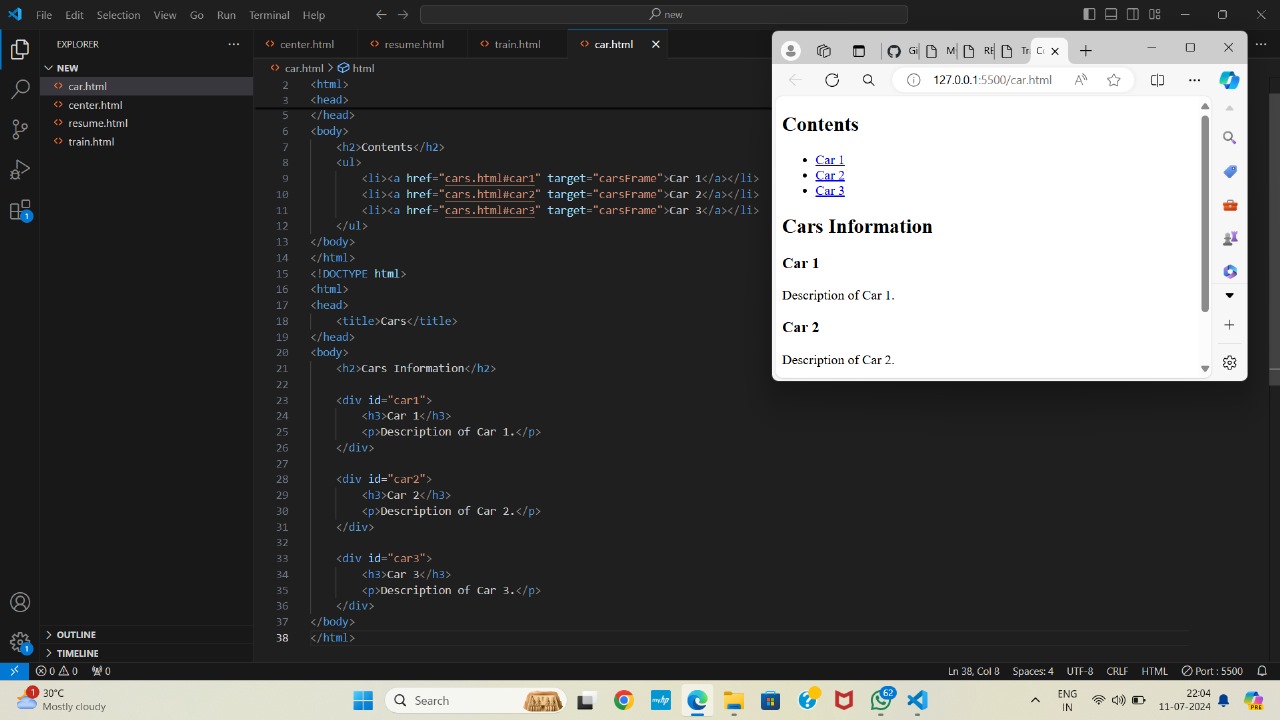 File Edit Selection View Go Run Terminal Help
new
EXPLORER
NEW
car.html
center.html
resume.html
train.html
OUTLINE
TIMELINE
center.html resume.html train.html car.html
car.html > html
2 <html>
3 <head>
5 </head>
6 <body>
7 <h2>Contents</h2>
8 <ul>
9 <li><a href="cars.html#car1" target="carsFrame">Car 1</a></li>
10 <li><a href="cars.html#car2" target="carsFrame">Car 2</a></li>
11 <li><a href="cars.html#car3" target="carsFrame">Car 3</a></li>
12 </ul>
13 </body>
14 </html>
15 <!DOCTYPE html>
16 <html>
17 <head>
18 <title>Cars</title>
19 </head>
20 <body>
21 <h2>Cars Information</h2>
22
23 <div id="car1">
24 <h3>Car 1</h3>
25 <p>Description of Car 1.</p>
26 </div>
27
28 <div id="car2">
29 <h3>Car 2</h3>
30 <p>Description of Car 2.</p>
31 </div>
32
33 <div id="car3">
34 <h3>Car 3</h3>
35 <p>Description of Car 3.</p>
36 </div>
37 </body>
38 </html>
127.0.0.1:5500/car.html
Contents
• Car 1
• Car 2
• Car 3
Cars Information
Car 1
Description of Car 1.
Car 2
Description of Car 2.
1
1
0 0 0 Ln 38, Col 8 Spaces: 4 UTF-8 CRLF HTML Port : 5500
1 30°C
Mostly cloudy
Search
62
ENG
IN
22:04
11-07-2024
PRE